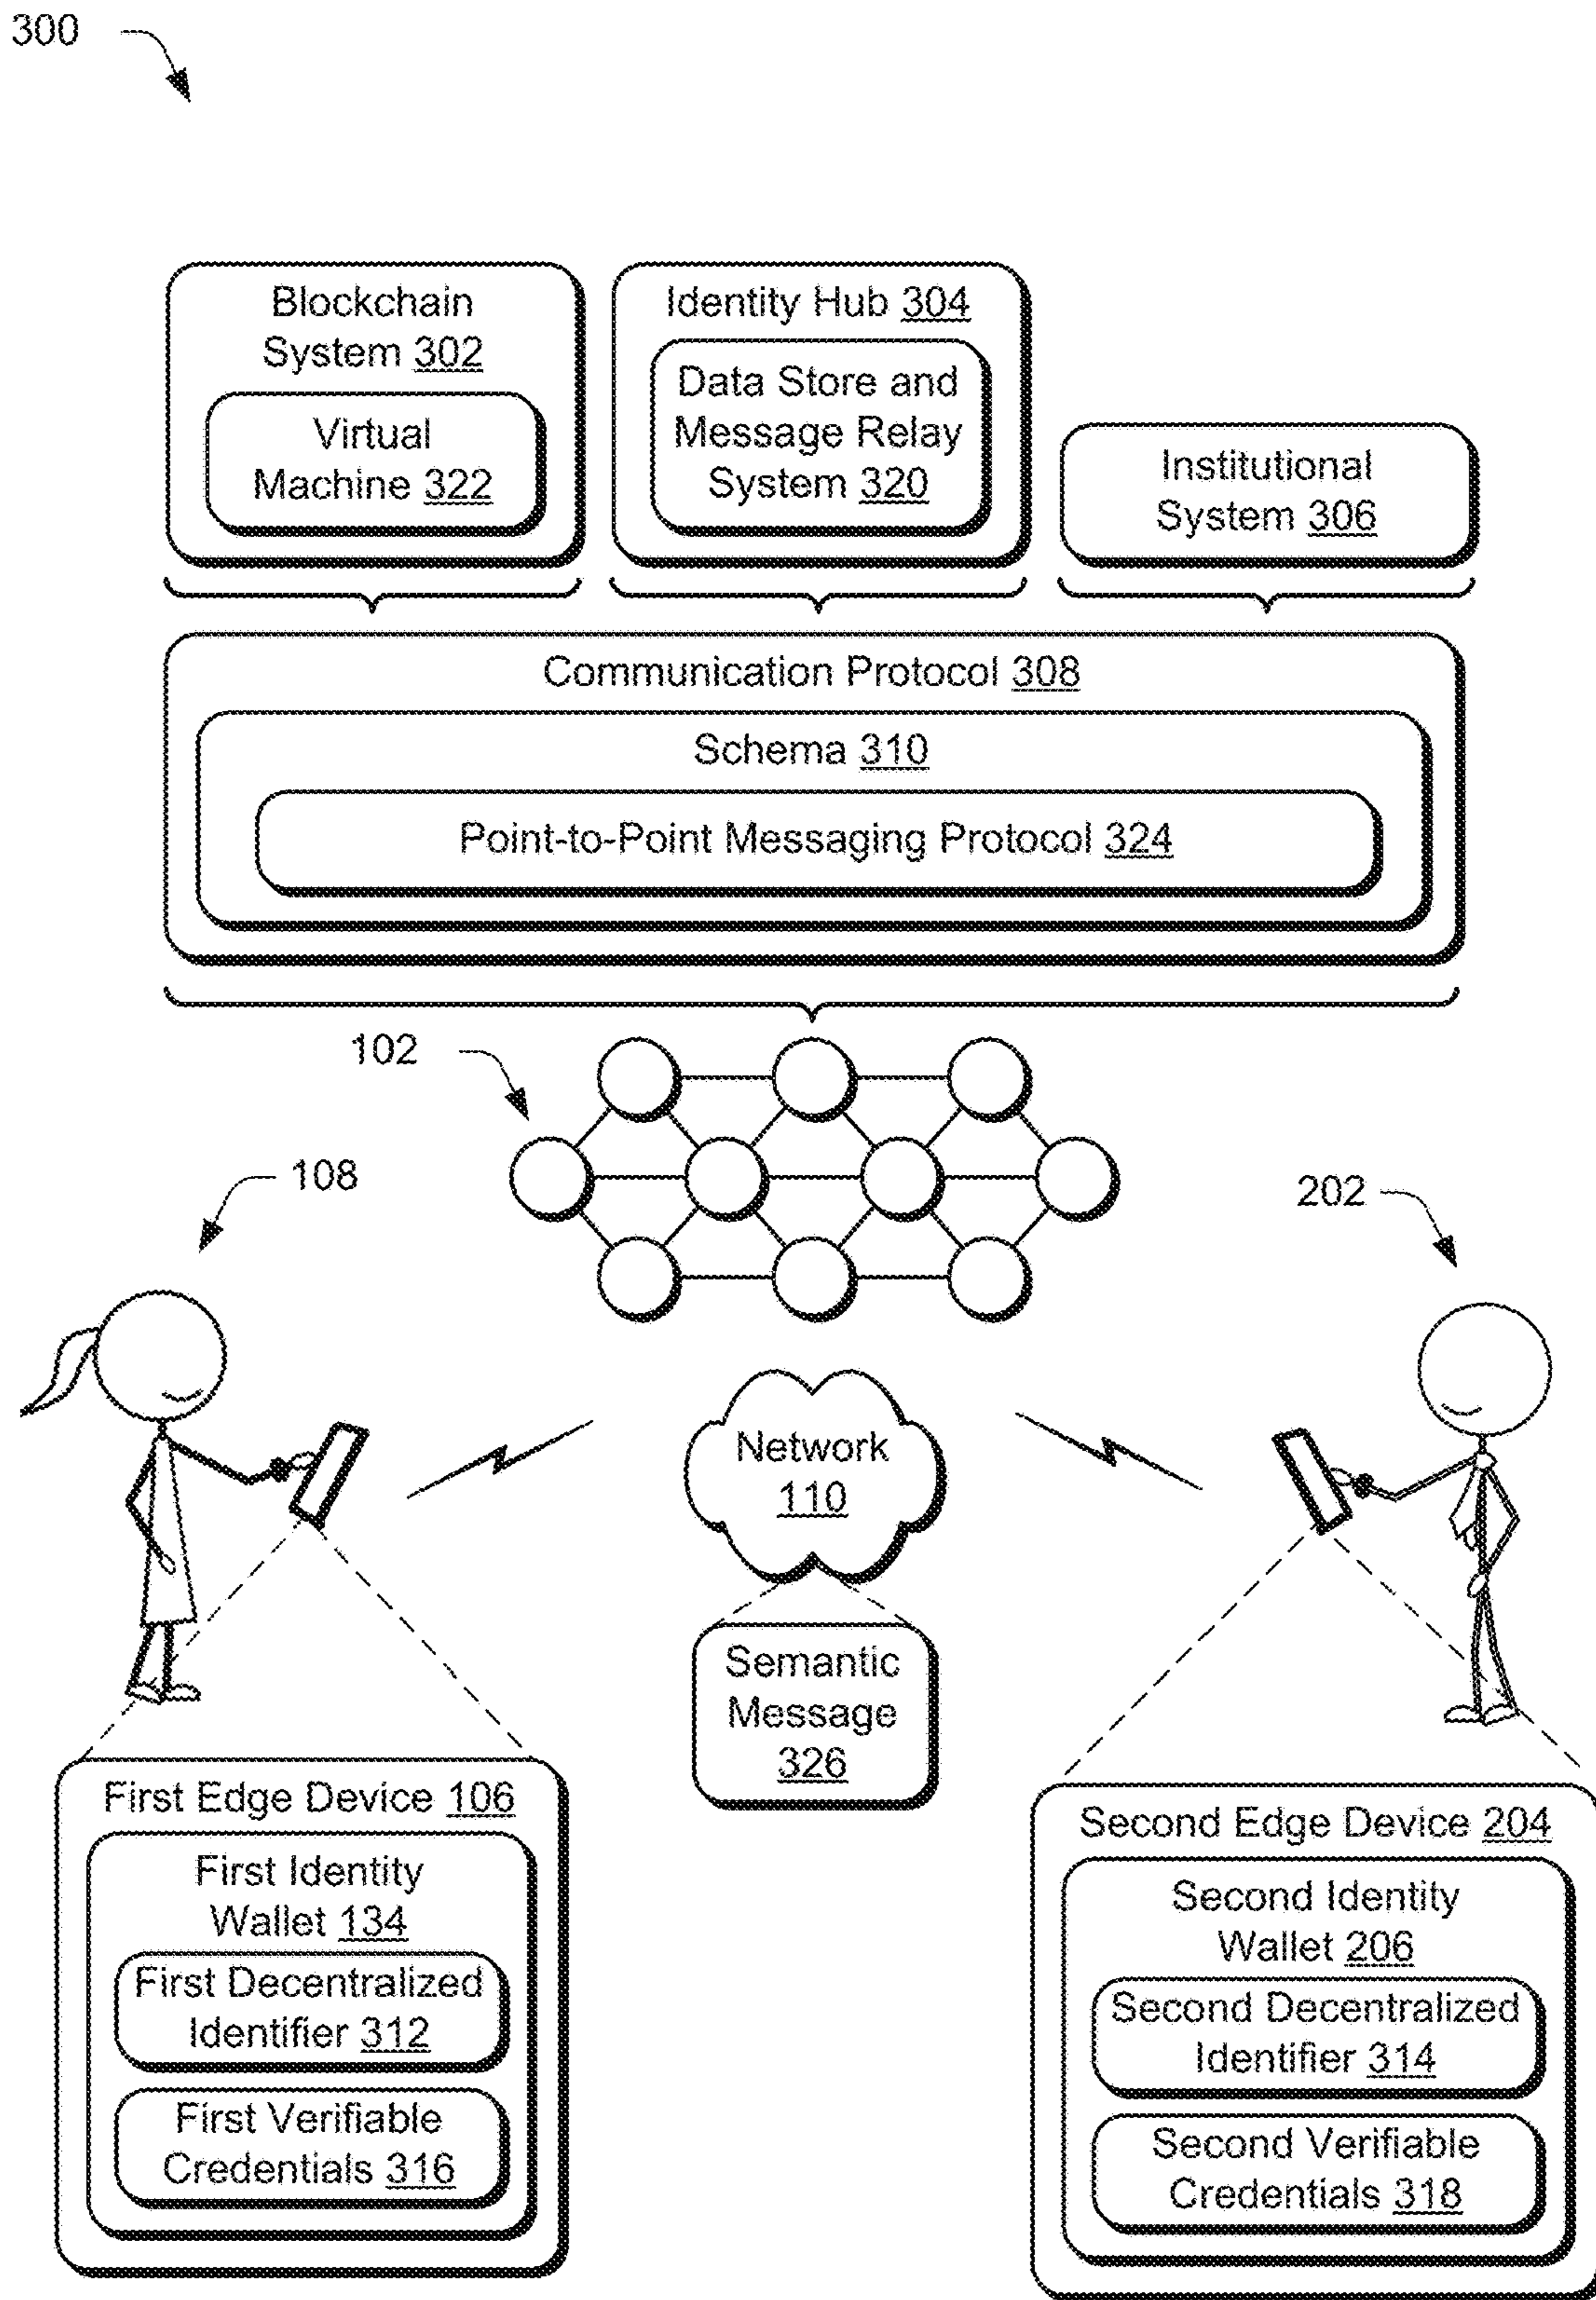 300
Blockchain
System 302
Virtual
Machine 322
Identity Hub 304
Data Store and
Message Relay
System 320
Institutional
System 306
Communication Protocol 308
Schema 310
Point-to-Point Messaging Protocol 324
102
108
202
Network
110
Semantic
Message
326
First Edge Device 106
First Identity
Wallet 134
First Decentralized
Identifier 312
First Verifiable
Credentials 316
Second Edge Device 204
Second Identity
Wallet 206
Second Decentralized
Identifier 314
Second Verifiable
Credentials 318